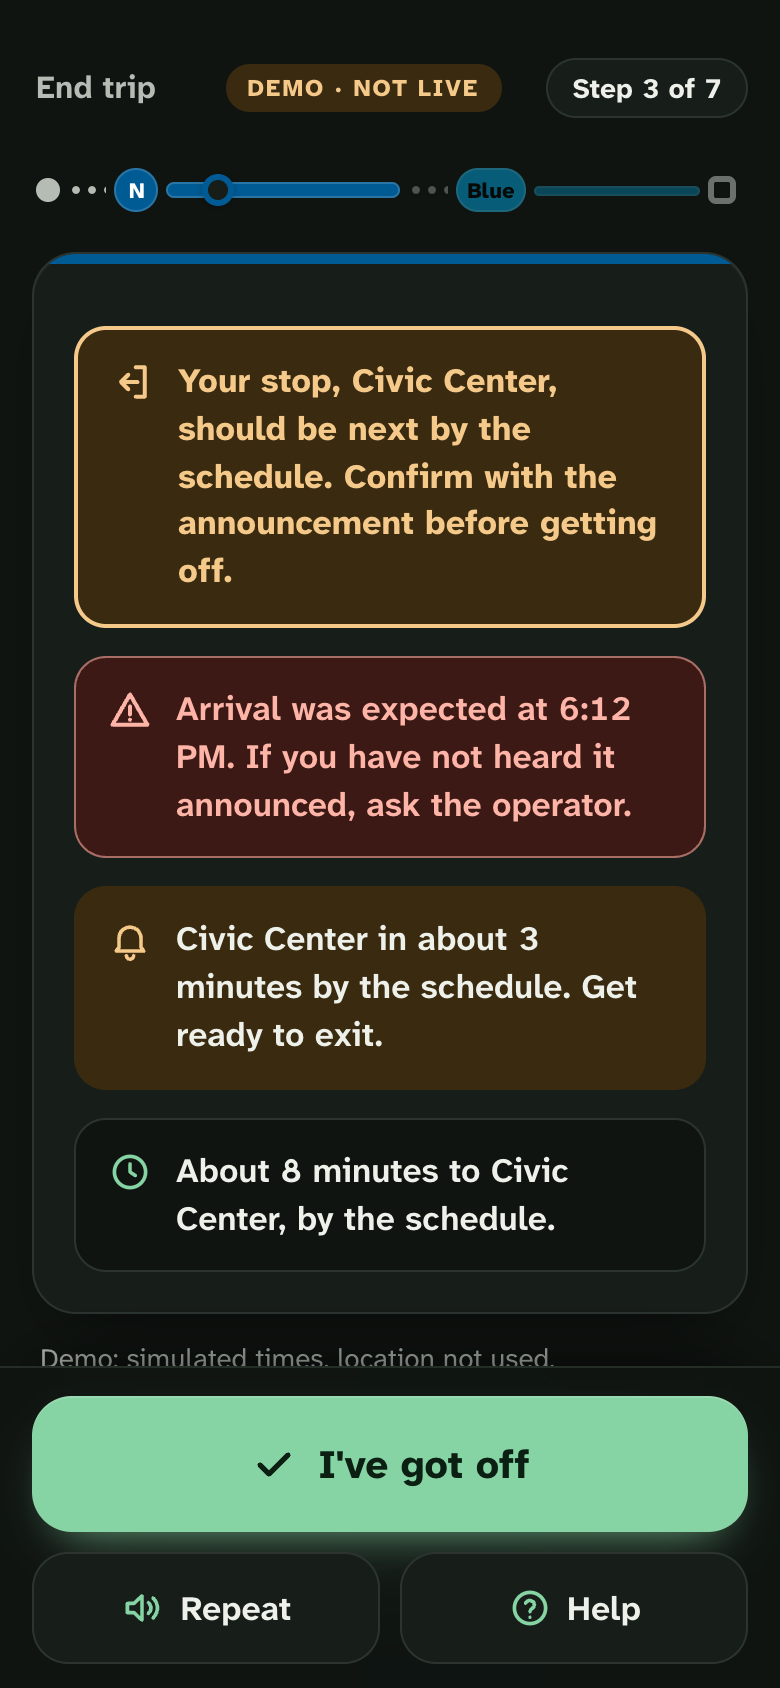 End trip
DEMO · NOT LIVE
Step 3 of 7
N
Blue
Your stop, Civic Center,
should be next by the
schedule. Confirm with the
announcement before getting
off.
Arrival was expected at 6:12
PM. If you have not heard it
announced, ask the operator.
Civic Center in about 3
minutes by the schedule. Get
ready to exit.
About 8 minutes to Civic
Center, by the schedule.
Demo: simulated times, location not used.
I've got off
Repeat
Help